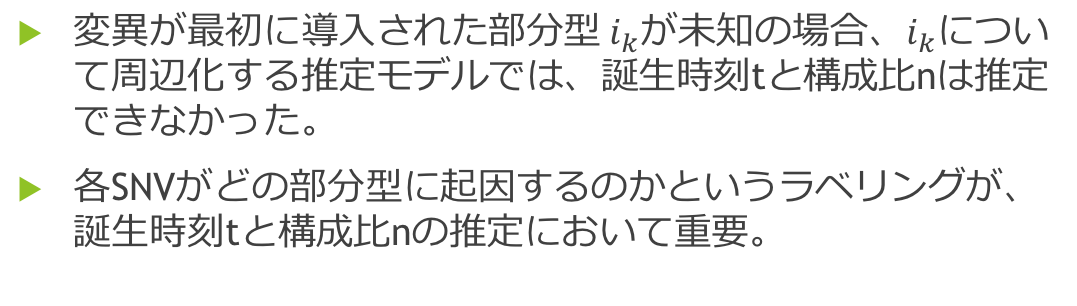 ▶ 変異が最初に導入された部分型 𝑖𝑘が未知の場合、𝑖𝑘につい
て周辺化する推定モデルでは、誕生時刻tと構成比nは推定
できなかった。
▶ 各SNVがどの部分型に起因するのかというラベリングが、
誕生時刻tと構成比nの推定において重要。